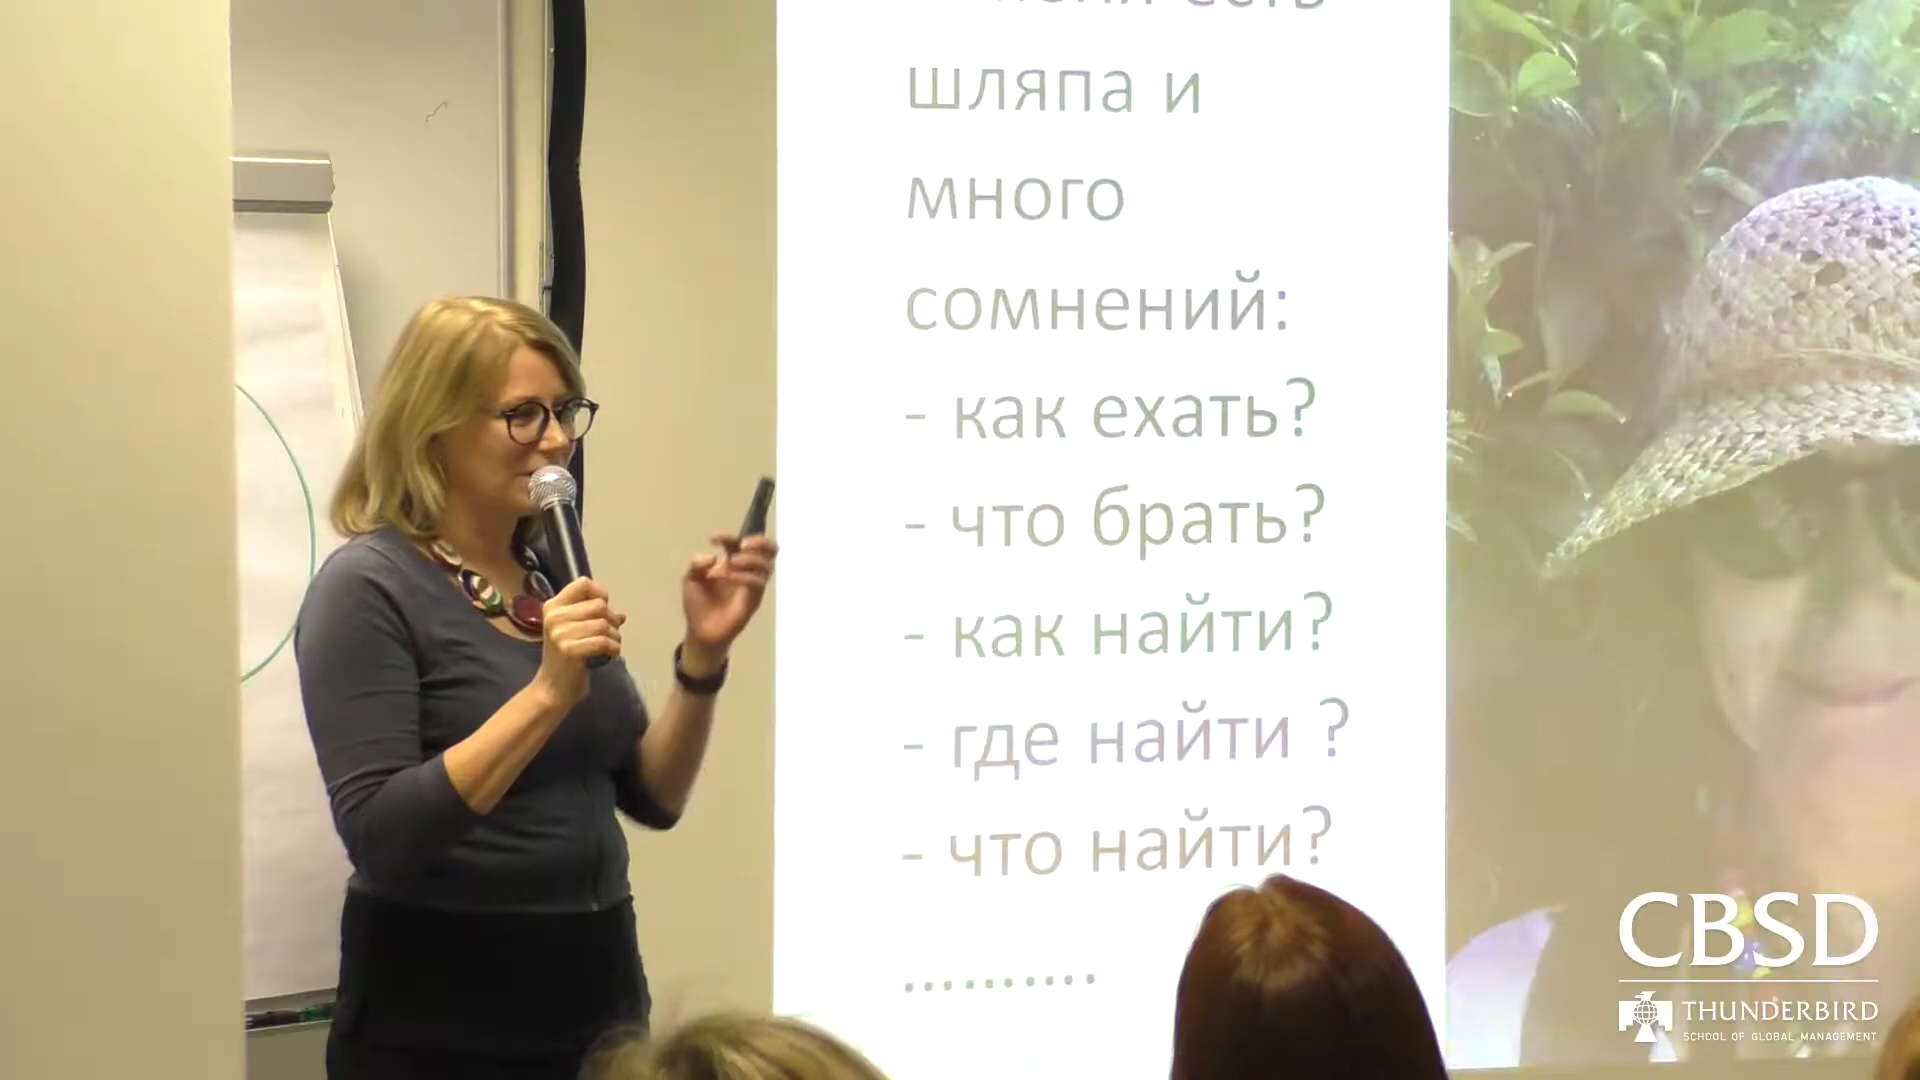 есть
шляпа и
много
сомнений:
- как ехать?
- что брать?
- как найти?
- где найти ?
- что найти?
..........
CBSD
THUNDERBIRD
SCHOOL OF GLOBAL MANAGEMENT